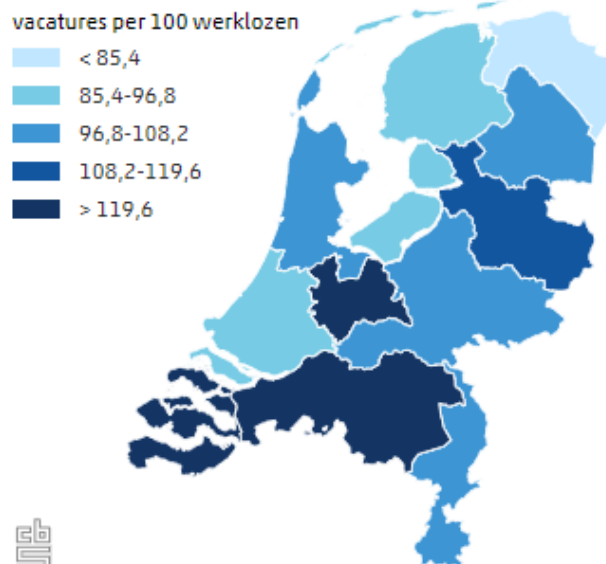 vacatures per 100 werklozen
< 85,4
85,4-96,8
96,8-108,2
108,2-119,6
> 119,6
cbs